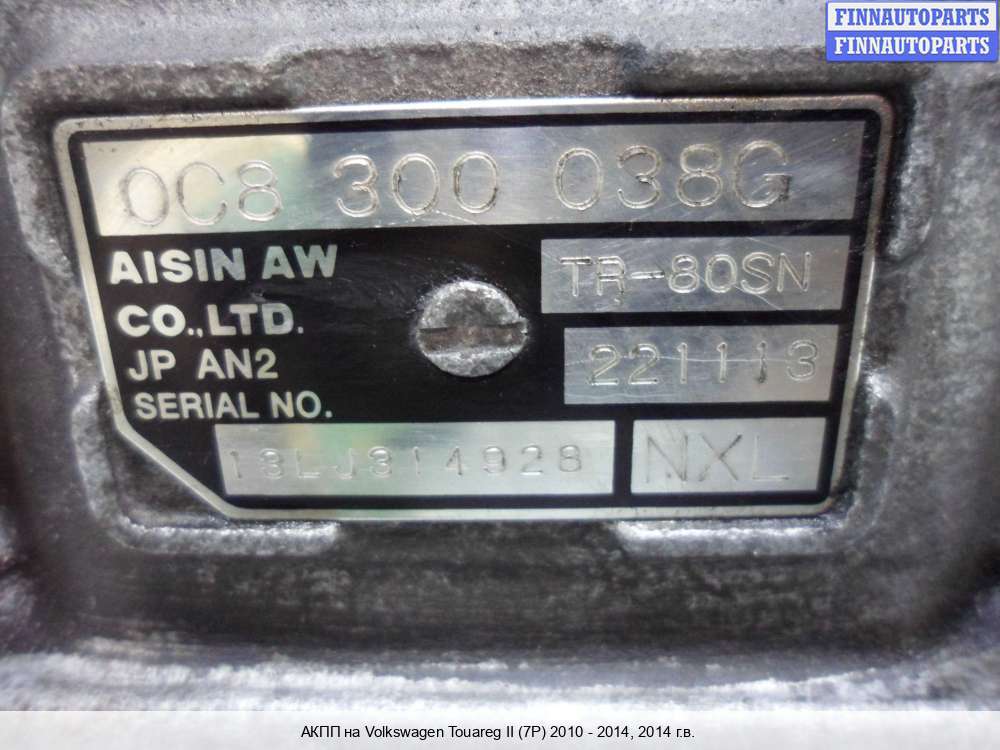 FINNAUTOPARTS
FINNAUTOPARTS
0C8 300 038G
AISIN AW
CO.,LTD.
JP AN2
SERIAL NO.
TR-80SN
221113
13LJ314928
NXL
АКПП на Volkswagen Touareg II (7P) 2010 - 2014, 2014 г.в.